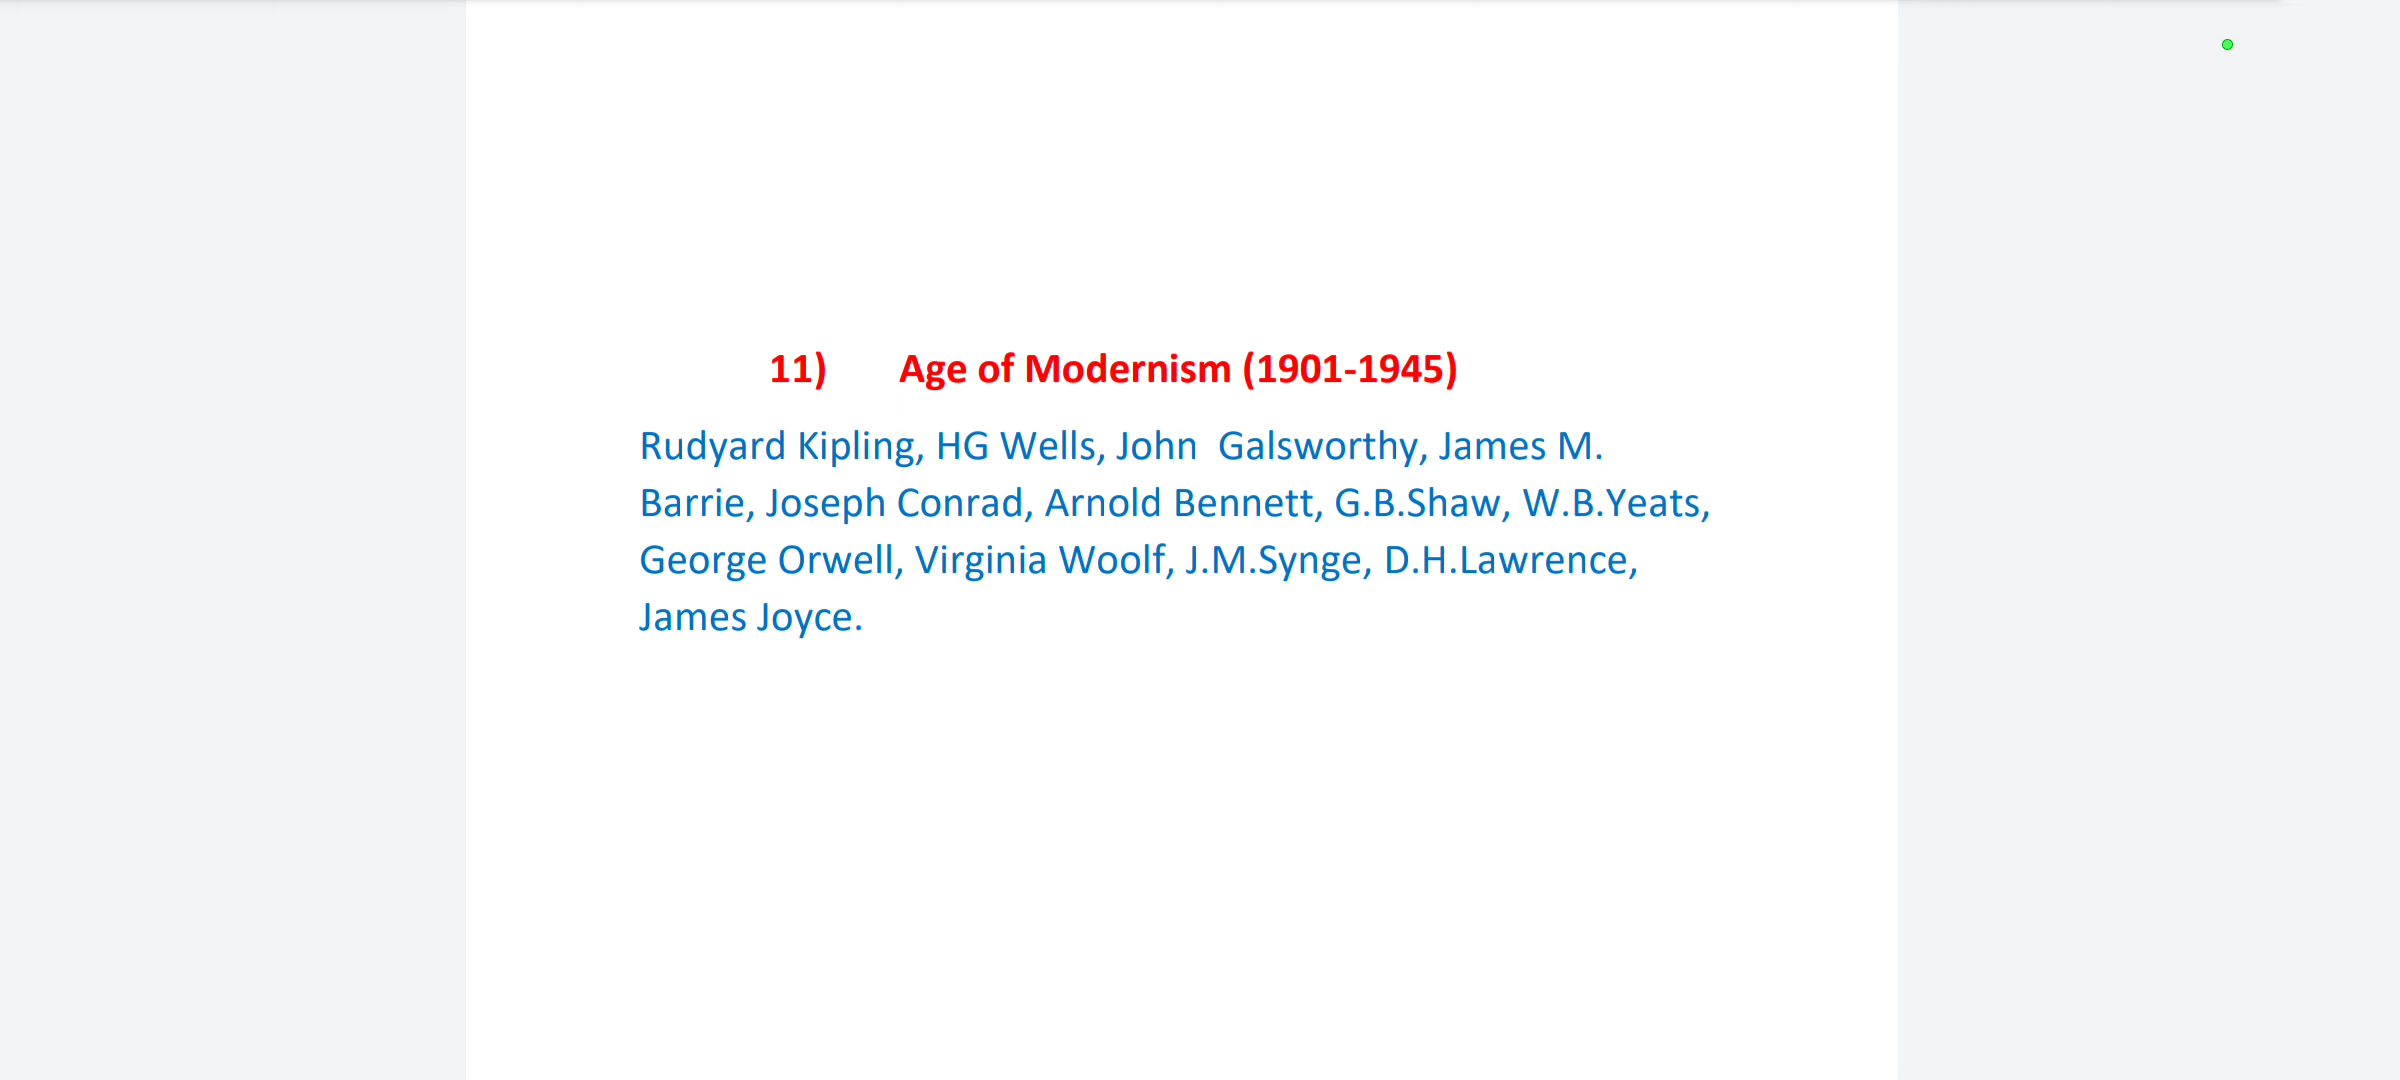 11) Age of Modernism (1901-1945)
Rudyard Kipling, HG Wells, John  Galsworthy, James M.
Barrie, Joseph Conrad, Arnold Bennett, G.B.Shaw, W.B.Yeats,
George Orwell, Virginia Woolf, J.M.Synge, D.H.Lawrence,
James Joyce.